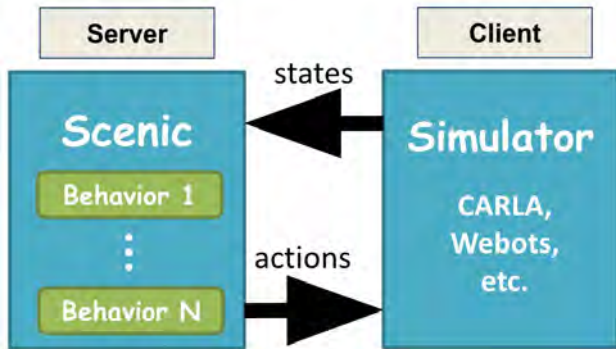 Server
Client
states
Scenic
Simulator
Behavior 1
CARLA,
Webots,
etc.
actions
Behavior N